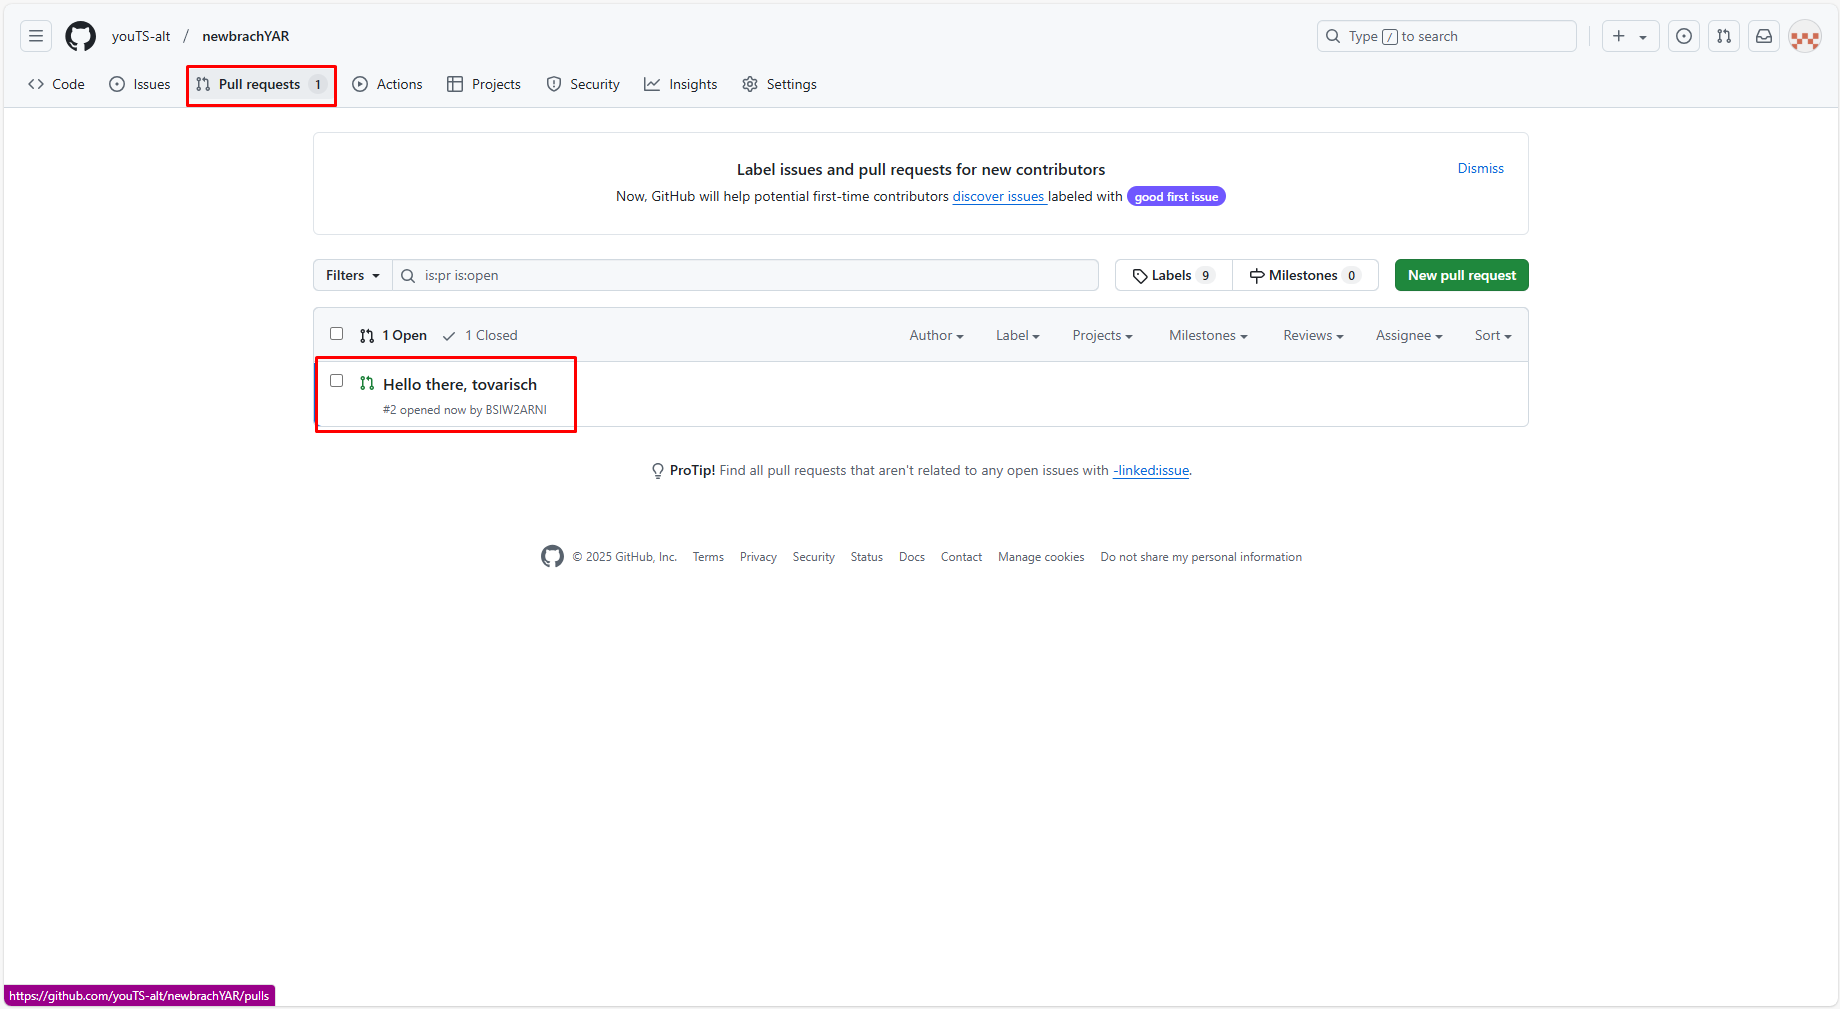 youTS-alt / newbrachYAR
Type / to search
Code Issues Pull requests 1 Actions Projects Security Insights Settings
Label issues and pull requests for new contributors
Dismiss
Now, GitHub will help potential first-time contributors discover issues labeled with good first issue
Filters is:pr is:open Labels 9 Milestones 0 New pull request
1 Open 1 Closed Author Label Projects Milestones Reviews Assignee Sort
Hello there, tovarisch
#2 opened now by BSIW2ARNI
ProTip! Find all pull requests that aren't related to any open issues with -linked:issue.
© 2025 GitHub, Inc. Terms Privacy Security Status Docs Contact Manage cookies Do not share my personal information
https://github.com/youTS-alt/newbrachYAR/pulls